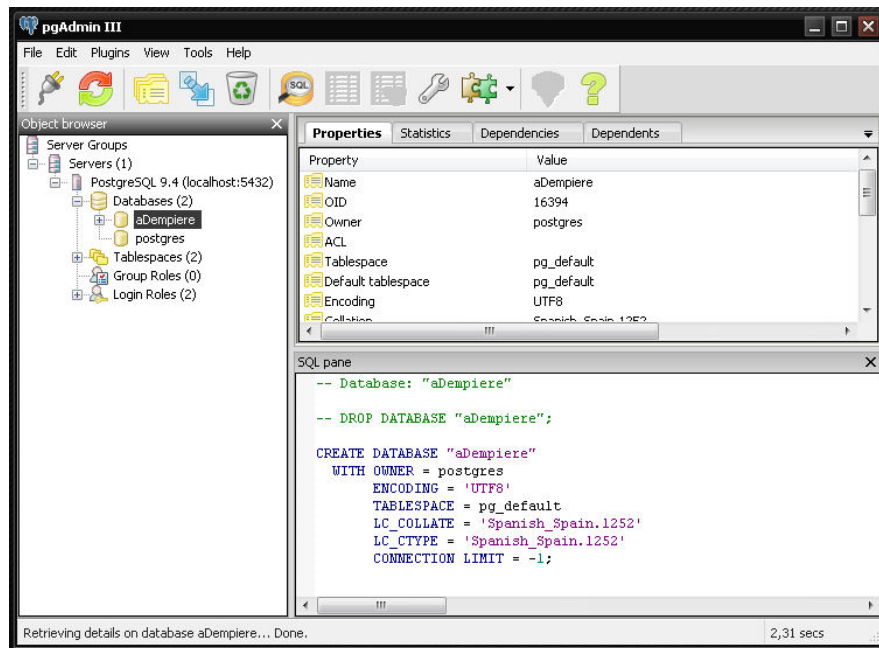 pgAdmin III
File Edit Plugins View Tools Help
SQL
Object browser
Server Groups
Servers (1)
PostgreSQL 9.4 (localhost:5432)
Databases (2)
aDempiere
postgres
Tablespaces (2)
Group Roles (0)
Login Roles (2)
Properties Statistics Dependencies Dependents
Property Value
Name aDempiere
OID 16394
Owner postgres
ACL
Tablespace pg_default
Default tablespace pg_default
Encoding UTF8
Collation Spanish_Spain.1252
SQL pane
-- Database: "aDempiere"
-- DROP DATABASE "aDempiere";
CREATE DATABASE "aDempiere"
WITH OWNER = postgres
ENCODING = 'UTF8'
TABLESPACE = pg_default
LC_COLLATE = 'Spanish_Spain.1252'
LC_CTYPE = 'Spanish_Spain.1252'
CONNECTION LIMIT = -1;
Retrieving details on database aDempiere... Done. 2,31 secs